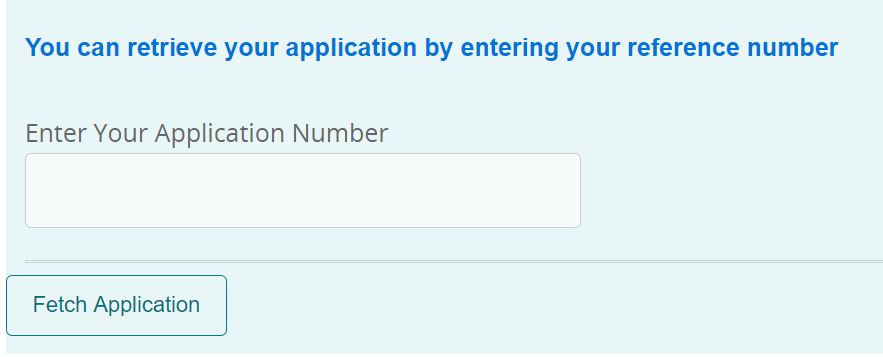 You can retrieve your application by entering your reference number
Enter Your Application Number
Fetch Application